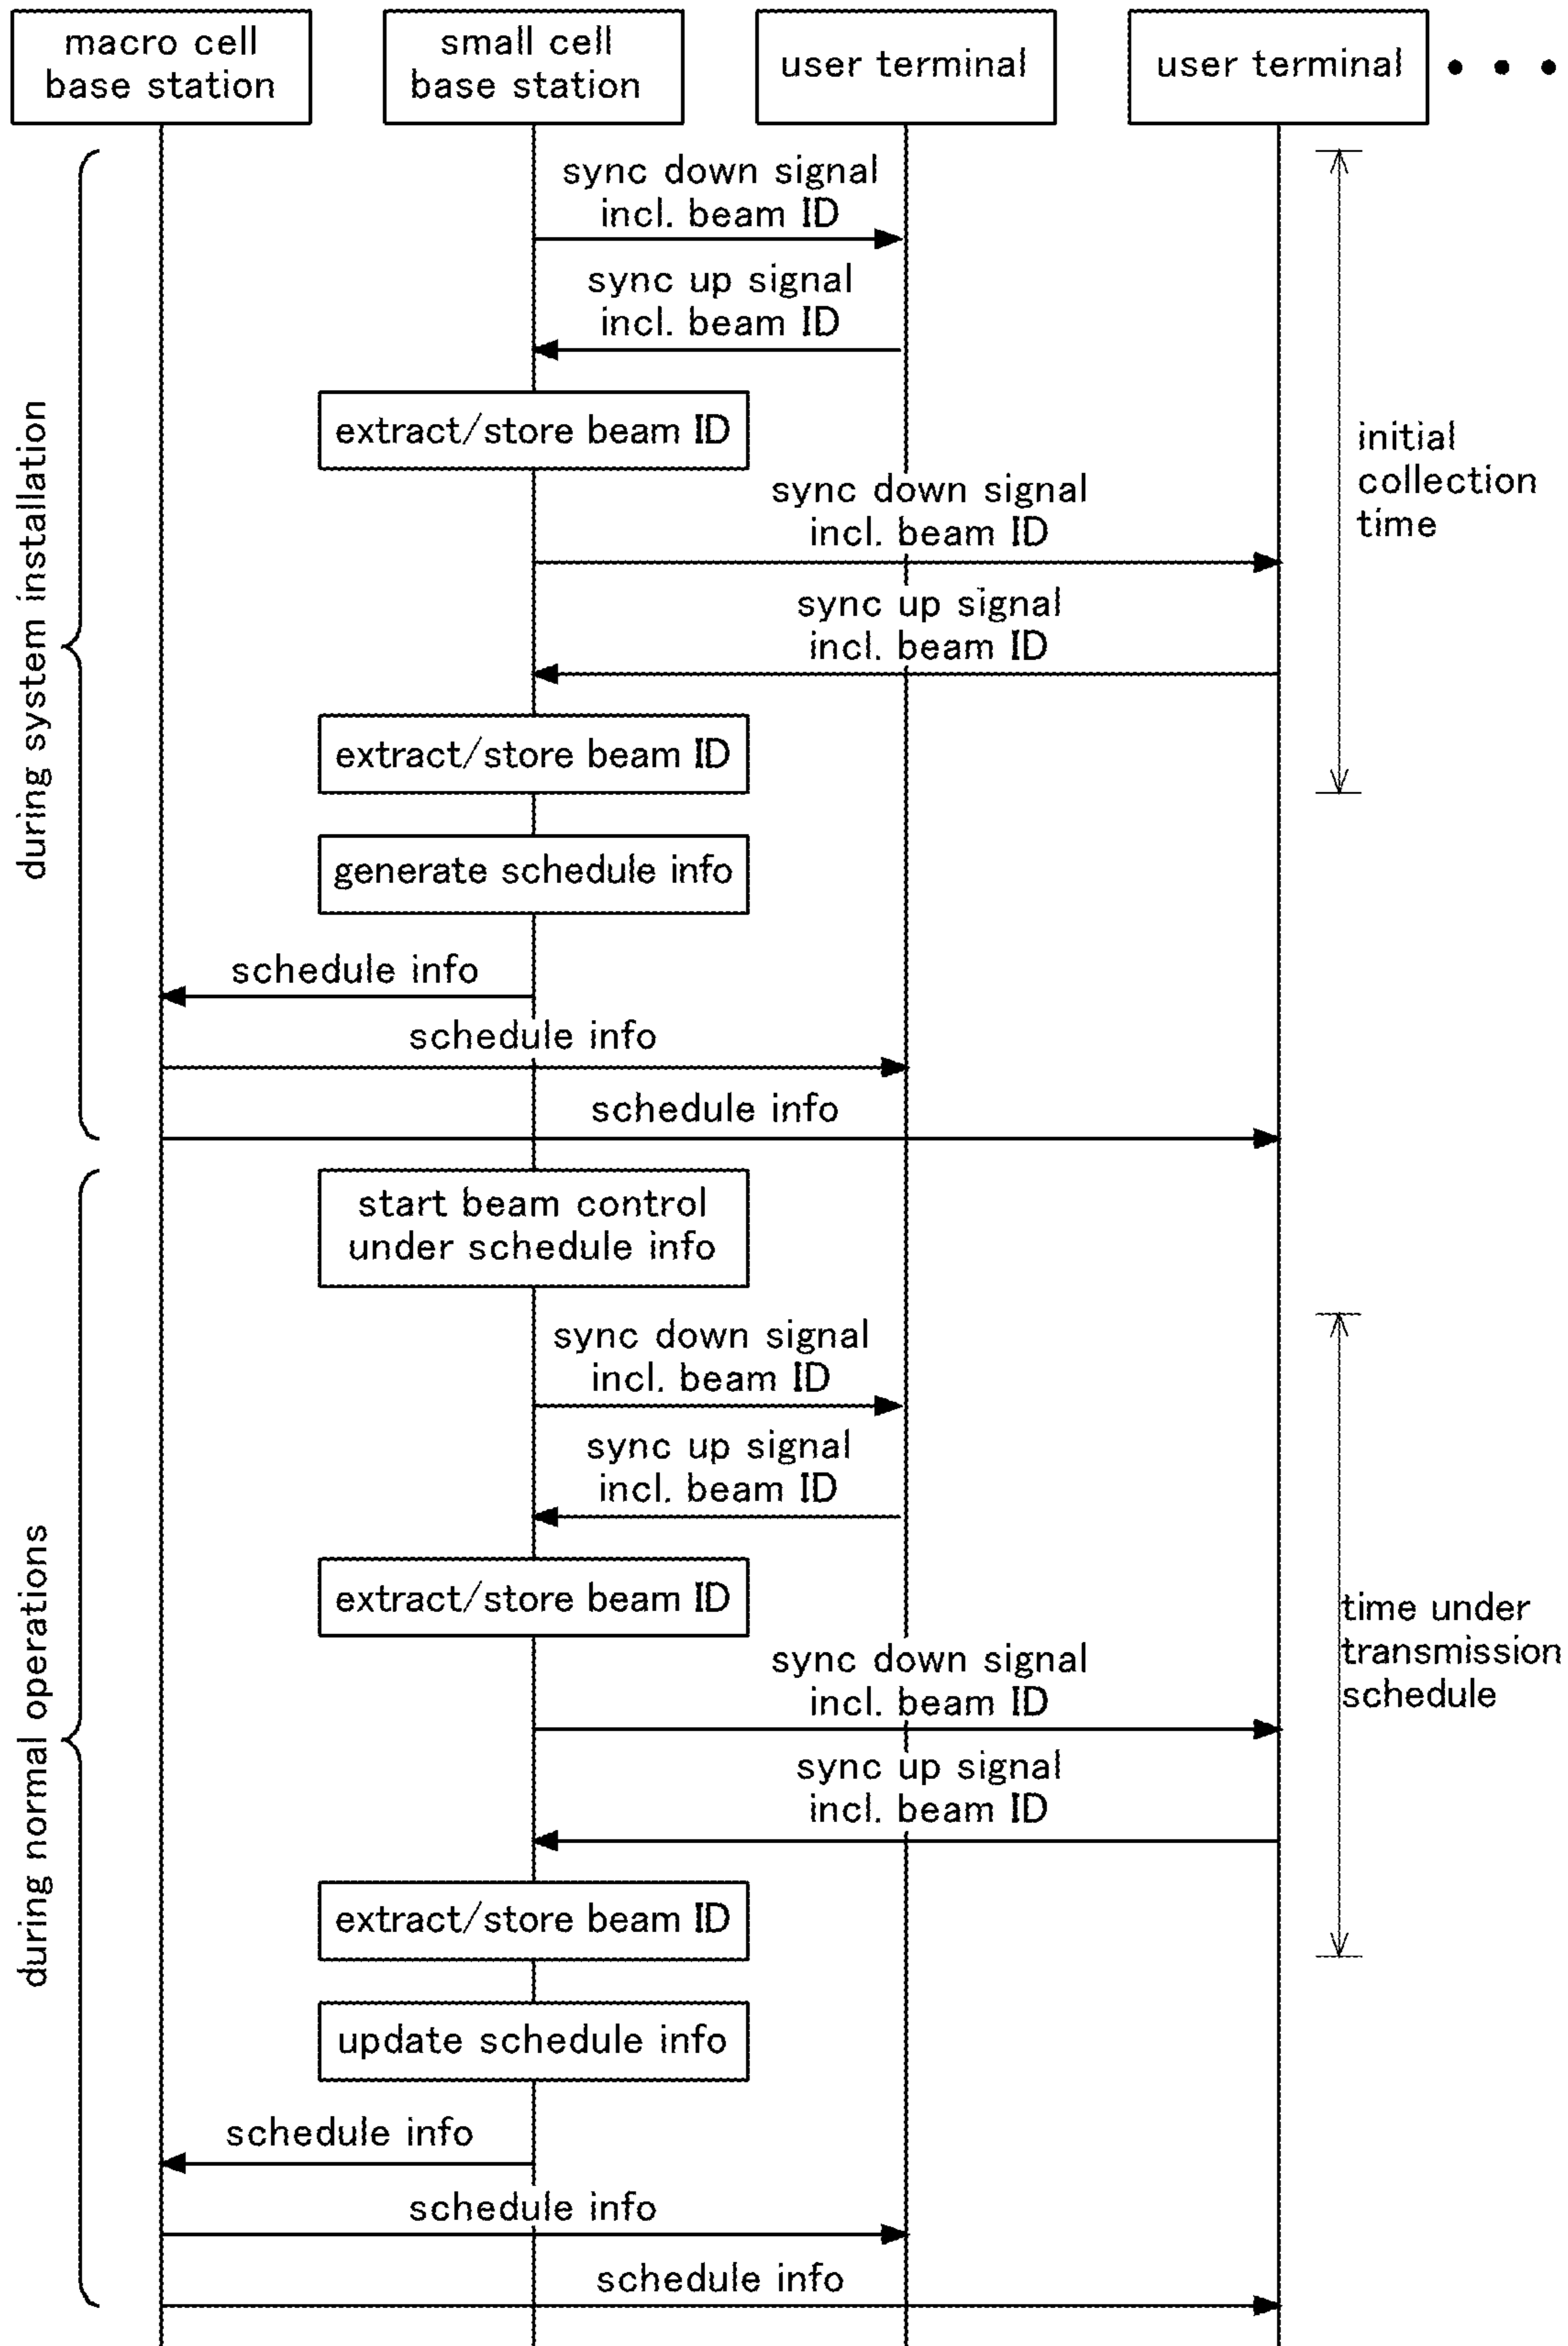 macro cell
base station
small cell
base station
user terminal
user terminal
• • •
sync down signal
incl. beam ID
sync up signal
incl. beam ID
extract/store beam ID
sync down signal
incl. beam ID
sync up signal
incl. beam ID
extract/store beam ID
initial
collection
time
during system installation
generate schedule info
schedule info
schedule info
schedule info
start beam control
under schedule info
sync down signal
incl. beam ID
sync up signal
incl. beam ID
extract/store beam ID
sync down signal
incl. beam ID
sync up signal
incl. beam ID
extract/store beam ID
time under
transmission
schedule
during normal operations
update schedule info
schedule info
schedule info
schedule info